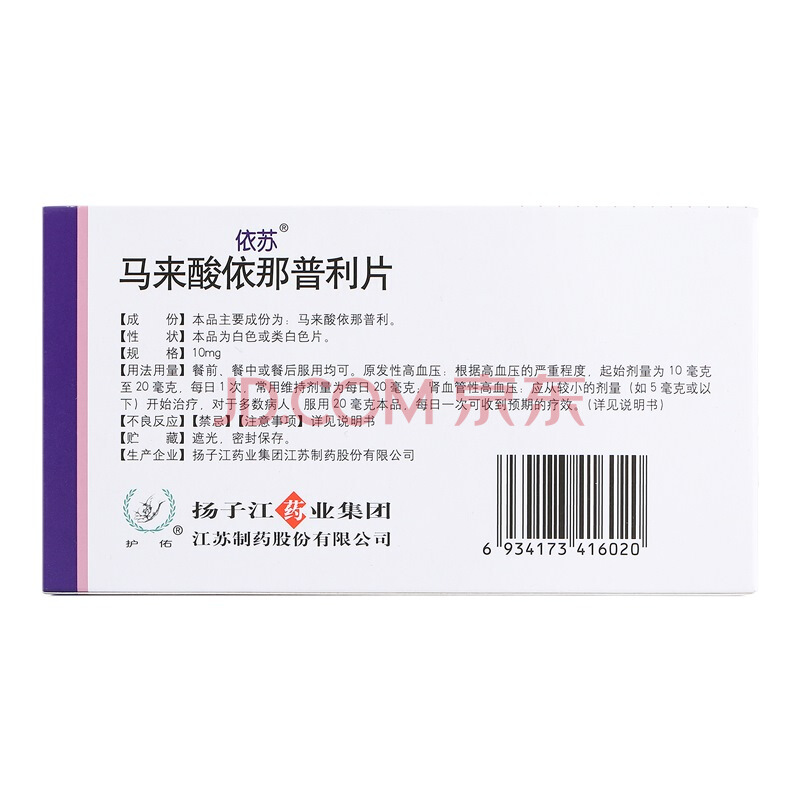 依苏®
马来酸依那普利片
【成 份】本品主要成份为：马来酸依那普利。
【性 状】本品为白色或类白色片。
【规 格】10mg
【用法用量】餐前、餐中或餐后服用均可。原发性高血压：根据高血压的严重程度，起始剂量为 10 毫克
至 20 毫克，每日 1 次；常用维持剂量为每日 20 毫克；肾血管性高血压：应从较小的剂量（如 5 毫克或以
下）开始治疗，对于多数病人，服用 20 毫克本品，每日一次可收到预期的疗效。（详见说明书）
JD.COM 京东
【不良反应】【禁忌】【注意事项】详见说明书
【贮 藏】遮光，密封保存。
【生产企业】扬子江药业集团江苏制药股份有限公司
扬子江药业集团
护佑®
江苏制药股份有限公司
6 934173 416020